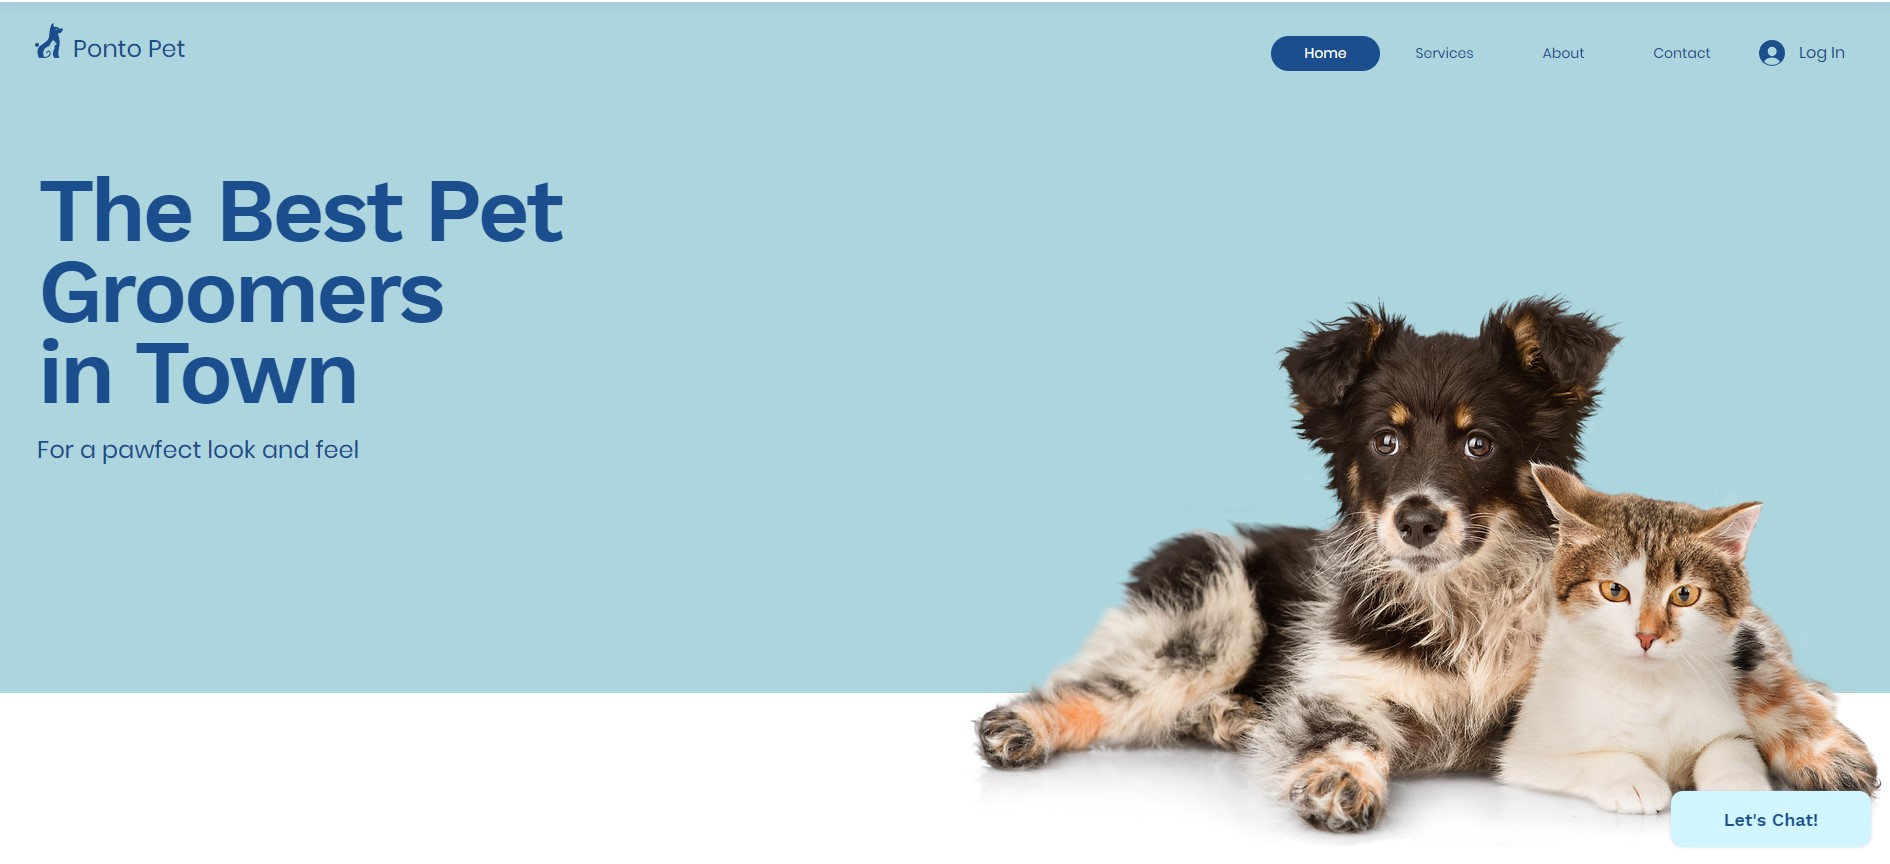 Ponto Pet
Home
Services
About
Contact
Log In
The Best Pet
Groomers
in Town
For a pawfect look and feel
Let's Chat!